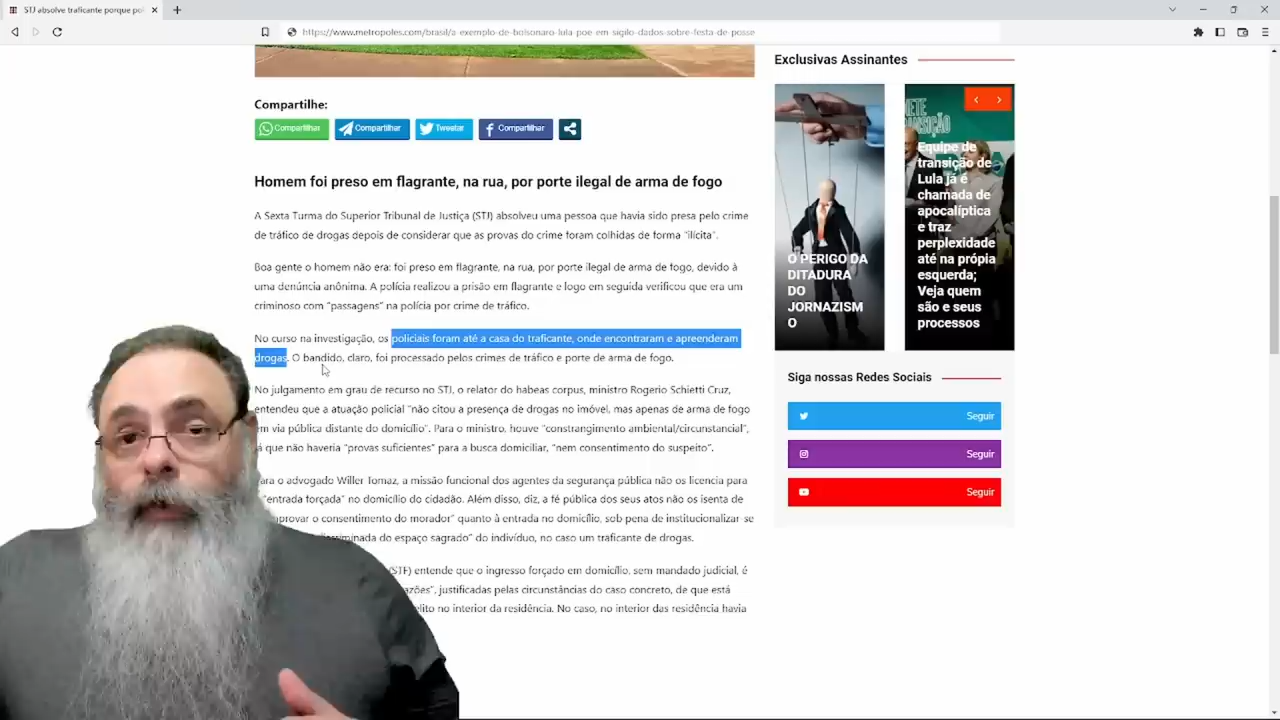 STJ absolve traficante porque po
https://www.metropoles.com/brasil/a-exemplo-de-bolsonaro-lula-poe-em-sigilo-dados-sobre-festa-de-posse
Compartilhe:
Compartilhar
Compartilhar
Tweetar
Compartilhar
Homem foi preso em flagrante, na rua, por porte ilegal de arma de fogo
A Sexta Turma do Superior Tribunal de Justiça (STJ) absolveu uma pessoa que havia sido presa pelo crime
de tráfico de drogas depois de considerar que as provas do crime foram colhidas de forma "ilícita".
Boa gente o homem não era: foi preso em flagrante, na rua, por porte ilegal de arma de fogo, devido à
uma denúncia anônima. A polícia realizou a prisão em flagrante e logo em seguida verificou que era um
criminoso com "passagens" na polícia por crime de tráfico.
No curso na investigação, os policiais foram até a casa do traficante, onde encontraram e apreenderam
drogas. O bandido, claro, foi processado pelos crimes de tráfico e porte de arma de fogo.
No julgamento em grau de recurso no STJ, o relator do habeas corpus, ministro Rogerio Schietti Cruz,
entendeu que a atuação policial "não citou a presença de drogas no imóvel, mas apenas de arma de fogo
em via pública distante do domicílio". Para o ministro, houve "constrangimento ambiental/circunstancial",
já que não haveria "provas suficientes" para a busca domiciliar, "nem consentimento do suspeito".
Para o advogado Willer Tomaz, a missão funcional dos agentes da segurança pública não os licencia para
"entrada forçada" no domicílio do cidadão. Além disso, diz, a fé pública dos seus atos não os isenta de
comprovar o consentimento do morador" quanto à entrada no domicílio, sob pena de institucionalizar-se
do espaço sagrado" do indivíduo, no caso um traficante de drogas.
(STF) entende que o ingresso forçado em domicílio, sem mandado judicial, é
justificadas pelas circunstâncias do caso concreto, de que está
no interior da residência. No caso, no interior das residência havia
Exclusivas Assinantes
O PERIGO DA
DITADURA
DO
JORNAZISM
O
Equipe de
transição de
Lula já é
chamada de
apocalíptica
e traz
perplexidade
até na própia
esquerda;
Veja quem
são e seus
processos
Siga nossas Redes Sociais
Seguir
Seguir
Seguir